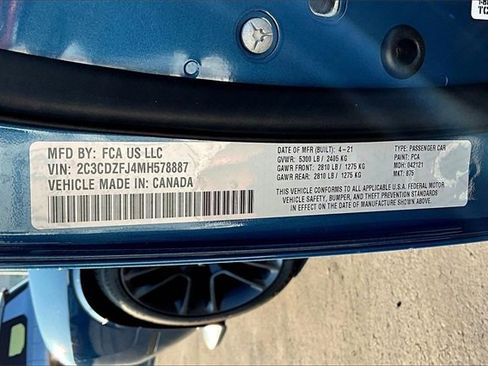 MFD BY: FCA US LLC
VIN: 2C3CDZFJ4MH578887
VEHICLE MADE IN: CANADA
DATE OF MFR (BUILT): 4-21
GVWR: 5300 LB / 2405 KG
GAWR FRONT: 2810 LB / 1275 KG
GAWR REAR: 2810 LB / 1275 KG
TYPE: PASSENGER CAR
PAINT: PCA
MDH: 042121
MKT: 875
THIS VEHICLE CONFORMS TO ALL APPLICABLE U.S.A. FEDERAL MOTOR
VEHICLE SAFETY, BUMPER, AND THEFT PREVENTION STANDARDS
IN EFFECT ON THE DATE OF MANUFACTURE SHOWN ABOVE.